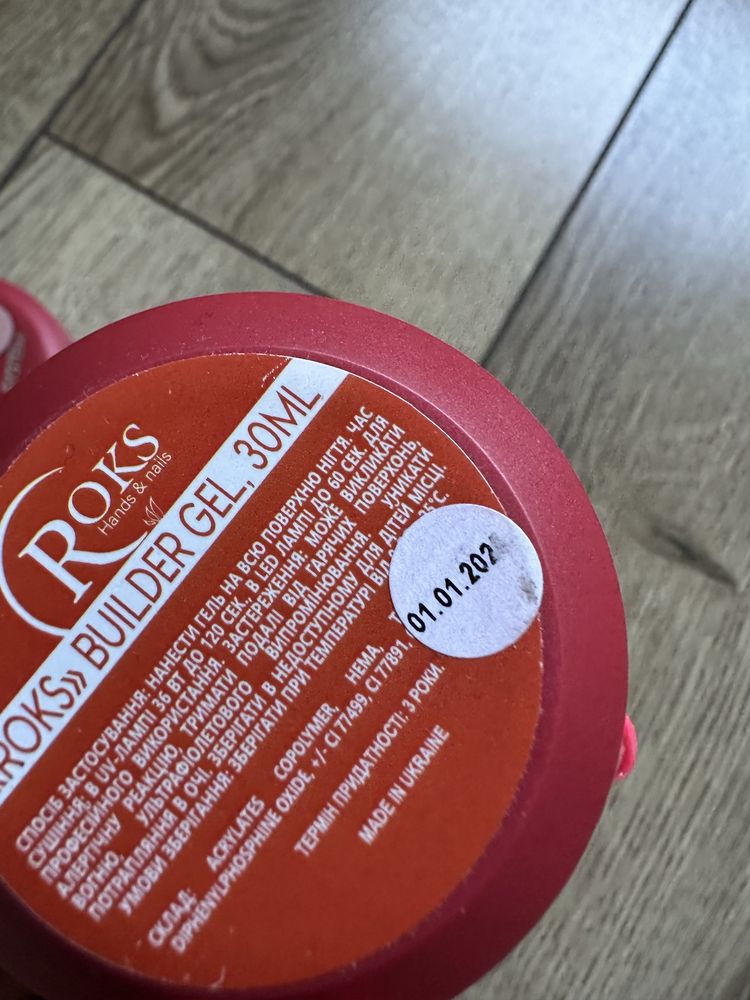 ROKS
Hands & nails
ROKS» BUILDER GEL, 30ML
СПОСІБ ЗАСТОСУВАННЯ: НАНЕСТИ ГЕЛЬ НА ВСЮ ПОВЕРХНЮ НІГТЯ. ЧАС
СУШІННЯ: В UV-ЛАМПІ 36 ВТ ДО 120 СЕК., В LED ЛАМПІ ДО 60 СЕК. ДЛЯ
ПРОФЕСІЙНОГО ВИКОРИСТАННЯ. ЗАСТЕРЕЖЕННЯ: МОЖЕ ВИКЛИКАТИ
АЛЕРГІЧНУ РЕАКЦІЮ, ТРИМАТИ ПОДАЛІ ВІД ГАРЯЧИХ ПОВЕРХОНЬ,
ВОГНЮ, УЛЬТРАФІОЛЕТОВОГО ВИПРОМІНЮВАННЯ УНИКАТИ
ПОТРАПЛЯННЯ В ОЧІ. ЗБЕРІГАТИ В НЕДОСТУПНОМУ ДЛЯ ДІТЕЙ МІСЦІ.
УМОВИ ЗБЕРІГАННЯ: ЗБЕРІГАТИ ПРИ ТЕМПЕРАТУРІ ВІД
СКЛАД: ACRYLATES COPOLYMER, HEMA,
DIPHENYLPHOSPHINE OXIDE, +/- CI 77499, CI 77891
ТЕРМІН ПРИДАТНОСТІ: 3 РОКИ.
MADE IN UKRAINE
01.01.202